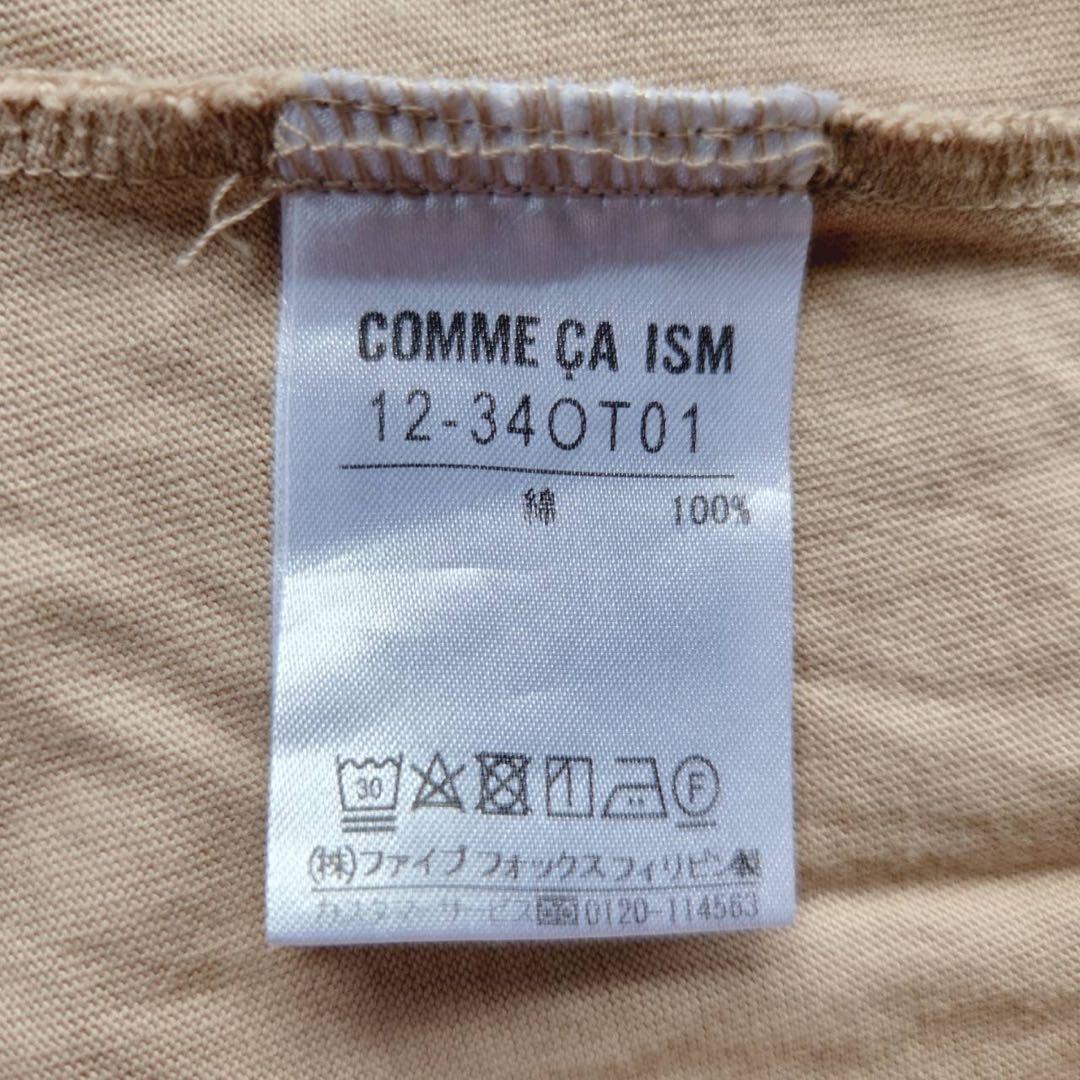 COMME ÇA ISM
12-34OT01
綿 100%
30 F
(株)ファイブフォックス フィリピン製
カスタマーサービス 0120-114563